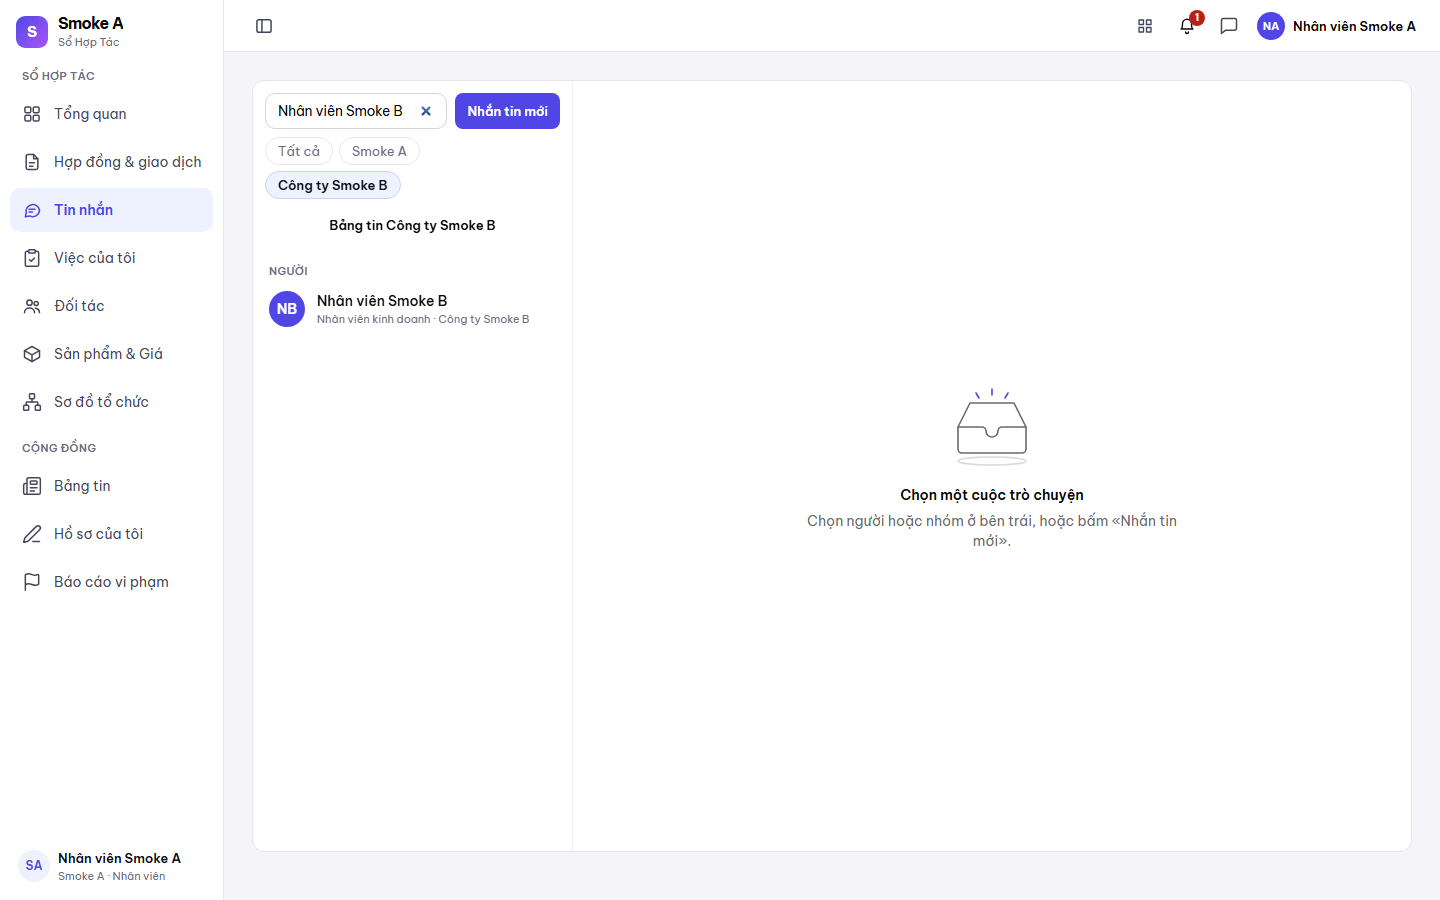 S
Smoke A
Sổ Hợp Tác
SỔ HỢP TÁC
Tổng quan
Hợp đồng & giao dịch
Tin nhắn
Việc của tôi
Đối tác
Sản phẩm & Giá
Sơ đồ tổ chức
CỘNG ĐỒNG
Bảng tin
Hồ sơ của tôi
Báo cáo vi phạm
SA
Nhân viên Smoke A
Smoke A · Nhân viên
1
NA
Nhân viên Smoke A
Nhân viên Smoke B
Nhắn tin mới
Tất cả
Smoke A
Công ty Smoke B
Bảng tin Công ty Smoke B
NGƯỜI
NB
Nhân viên Smoke B
Nhân viên kinh doanh · Công ty Smoke B
Chọn một cuộc trò chuyện
Chọn người hoặc nhóm ở bên trái, hoặc bấm «Nhắn tin
mới».